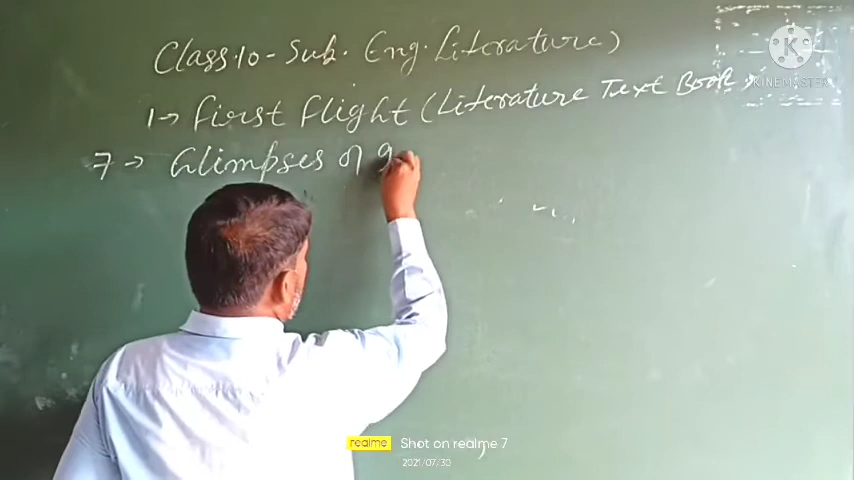 Class.10 - Sub. Eng. Literature)
1 → First flight (Literature Text Book
7 → Glimpses of
KINEMASTER
realme Shot on realme 7
2021/07/30